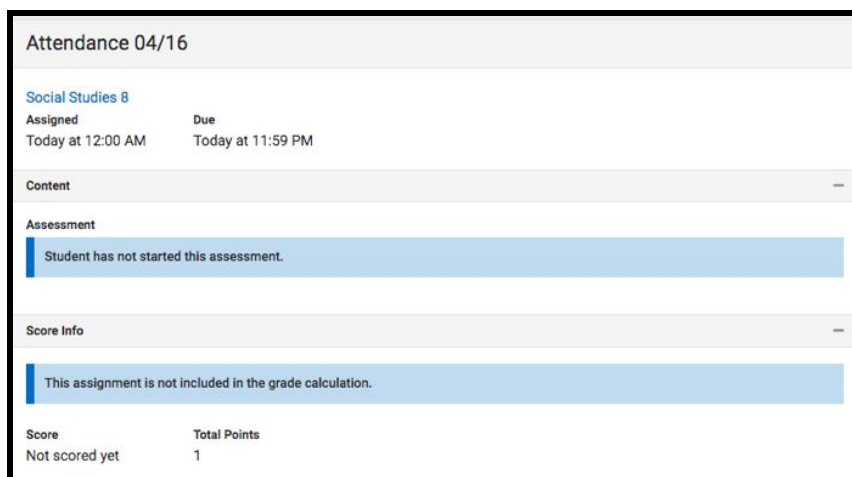 Attendance 04/16
Social Studies 8
Assigned Due
Today at 12:00 AM Today at 11:59 PM
Content
Assessment
Student has not started this assessment.
Score Info
This assignment is not included in the grade calculation.
Score Total Points
Not scored yet 1